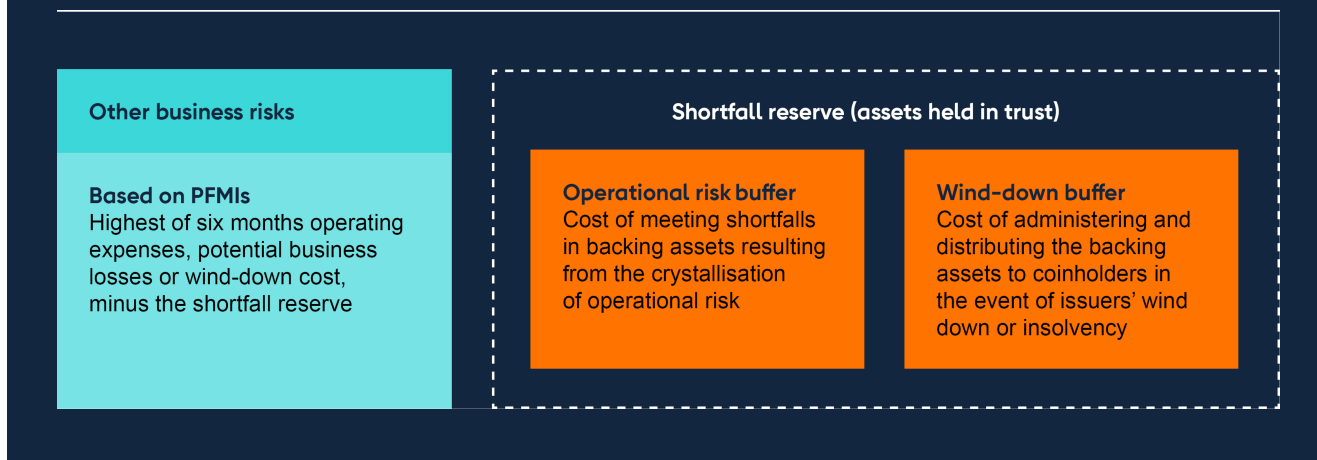 Other business risks
Based on PFMIs
Highest of six months operating
expenses, potential business
losses or wind-down cost,
minus the shortfall reserve
Shortfall reserve (assets held in trust)
Operational risk buffer
Cost of meeting shortfalls
in backing assets resulting
from the crystallisation
of operational risk
Wind-down buffer
Cost of administering and
distributing the backing
assets to coinholders in
the event of issuers’ wind
down or insolvency